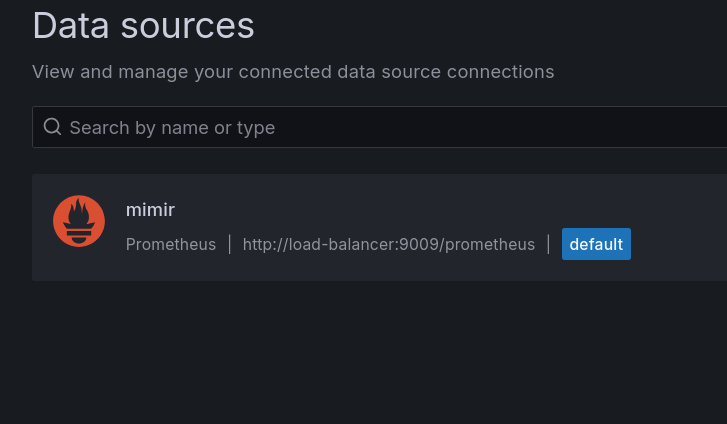 Data sources
View and manage your connected data source connections
Search by name or type
mimir
Prometheus | http://load-balancer:9009/prometheus | default